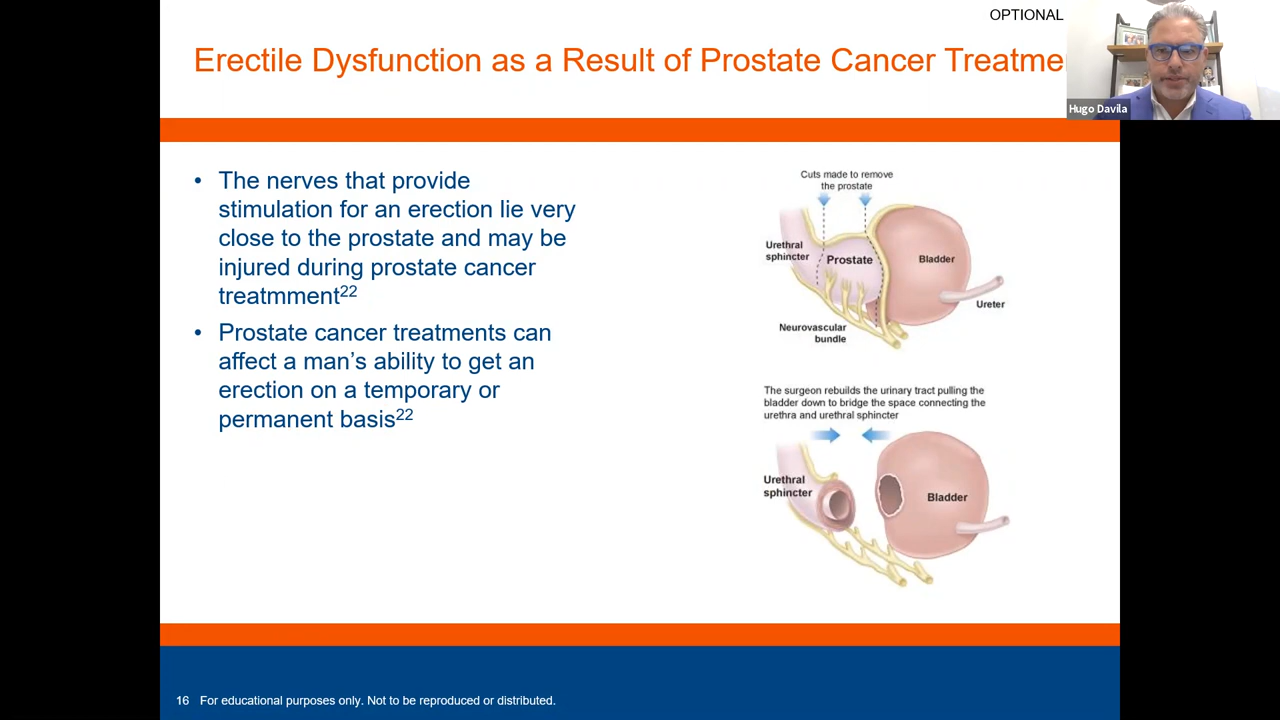 OPTIONAL
Erectile Dysfunction as a Result of Prostate Cancer Treatme
Hugo Davila
• The nerves that provide
stimulation for an erection lie very
close to the prostate and may be
injured during prostate cancer
treatmment22
• Prostate cancer treatments can
affect a man’s ability to get an
erection on a temporary or
permanent basis22
Cuts made to remove
the prostate
Urethral
sphincter
Prostate
Bladder
Ureter
Neurovascular
bundle
The surgeon rebuilds the urinary tract pulling the
bladder down to bridge the space connecting the
urethra and urethral sphincter
Urethral
sphincter
Bladder
16 For educational purposes only. Not to be reproduced or distributed.